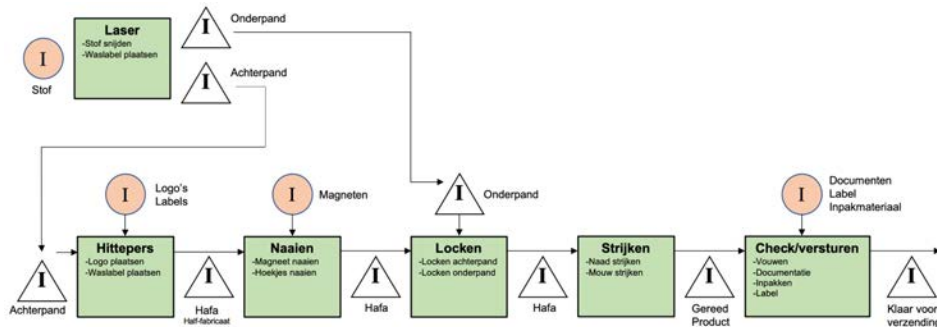 Laser
-Stof snijden
-Waslabel plaatsen
I
Stof
I
Onderpand
I
Achterpand
I
Logo's
Labels
I
Magneten
I
Onderpand
I
Documenten
Label
Inpakmateriaal
I
Achterpand
Hittepers
-Logo plaatsen
-Waslabel plaatsen
I
Hafa
Half-fabricaat
Naaien
-Magneet naaien
-Hoekjes naaien
I
Hafa
Locken
-Locken achterpand
-Locken onderpand
I
Hafa
Strijken
-Naad strijken
-Mouw strijken
I
Gereed
Product
Check/versturen
-Vouwen
-Documentatie
-Inpakken
-Label
I
Klaar voor
verzending